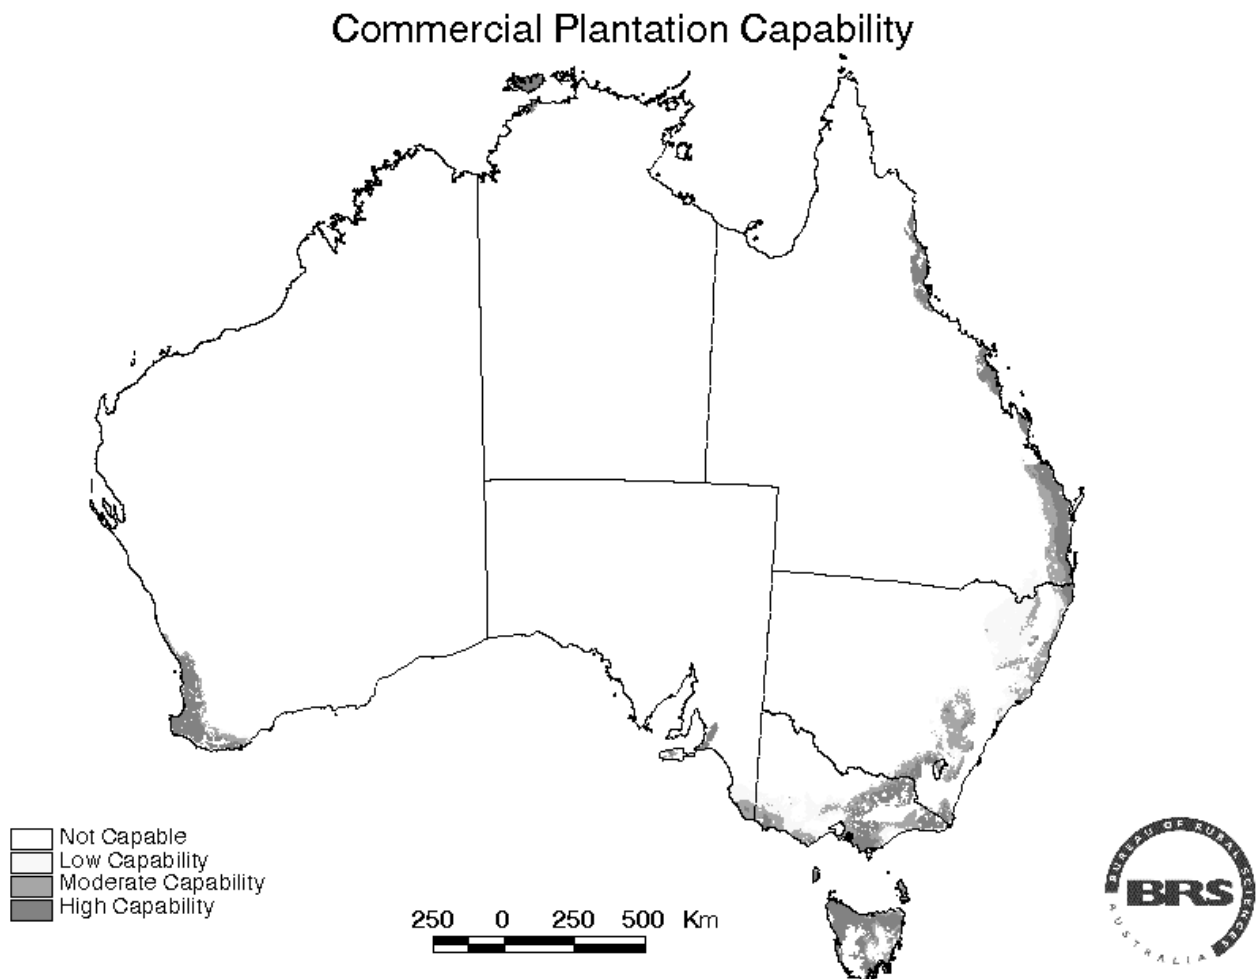 Commercial Plantation Capability
Not Capable
Low Capability
Moderate Capability
High Capability
250 0 250 500 Km
BUREAU OF RURAL SCIENCES
BRS
AUSTRALIA